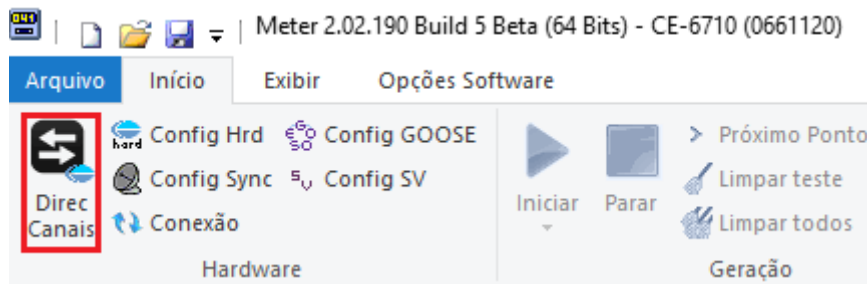 Meter 2.02.190 Build 5 Beta (64 Bits) - CE-6710 (0661120)
Arquivo Início Exibir Opções Software
Direc Canais
Config Hrd
Config Sync
Conexão
Config GOOSE
Config SV
Hardware
Iniciar
Parar
Próximo Ponto
Limpar teste
Limpar todos
Geração